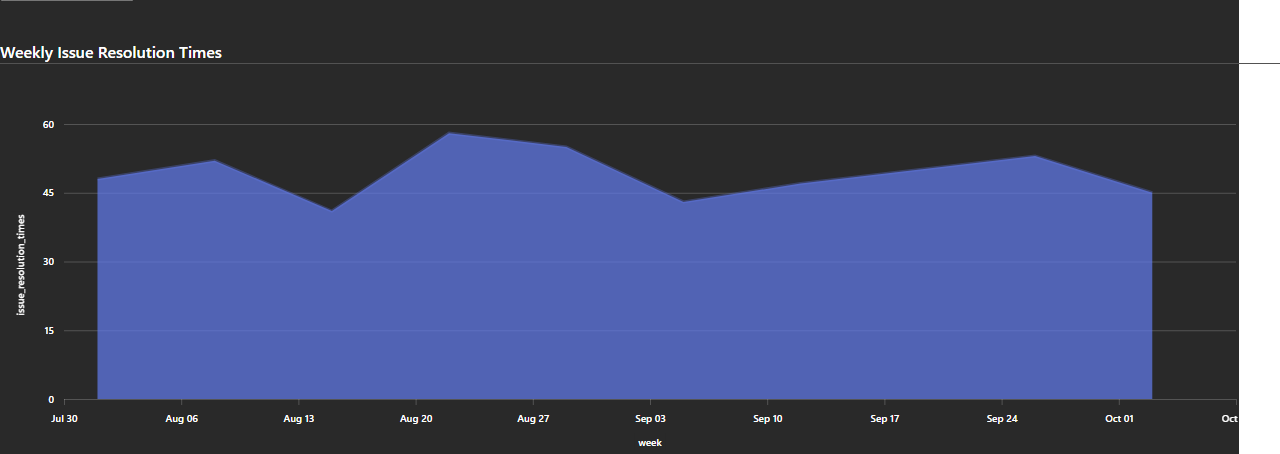 Weekly Issue Resolution Times
60
45
30
15
0
issue_resolution_times
Jul 30 Aug 06 Aug 13 Aug 20 Aug 27 Sep 03 Sep 10 Sep 17 Sep 24 Oct 01 Oct
week